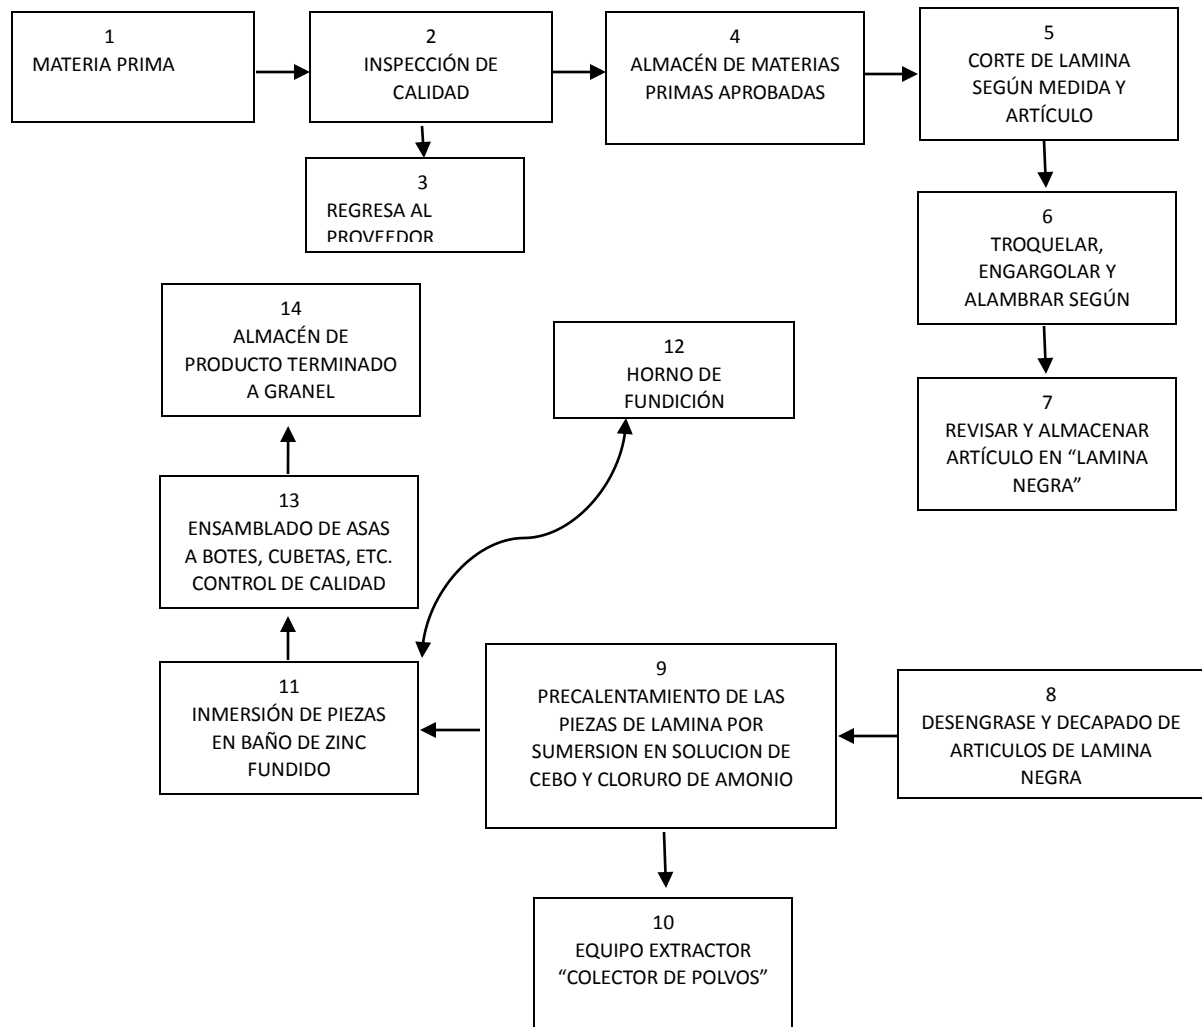 1
MATERIA PRIMA
2
INSPECCIÓN DE
CALIDAD
3
REGRESA AL
PROVEEDOR
4
ALMACÉN DE MATERIAS
PRIMAS APROBADAS
5
CORTE DE LAMINA
SEGÚN MEDIDA Y
ARTÍCULO
6
TROQUELAR,
ENGARGOLAR Y
ALAMBRAR SEGÚN
7
REVISAR Y ALMACENAR
ARTÍCULO EN “LAMINA
NEGRA”
8
DESENGRASE Y DECAPADO DE
ARTICULOS DE LAMINA
NEGRA
9
PRECALENTAMIENTO DE LAS
PIEZAS DE LAMINA POR
SUMERSION EN SOLUCION DE
CEBO Y CLORURO DE AMONIO
10
EQUIPO EXTRACTOR
“COLECTOR DE POLVOS”
11
INMERSIÓN DE PIEZAS
EN BAÑO DE ZINC
FUNDIDO
12
HORNO DE
FUNDICIÓN
13
ENSAMBLADO DE ASAS
A BOTES, CUBETAS, ETC.
CONTROL DE CALIDAD
14
ALMACÉN DE
PRODUCTO TERMINADO
A GRANEL